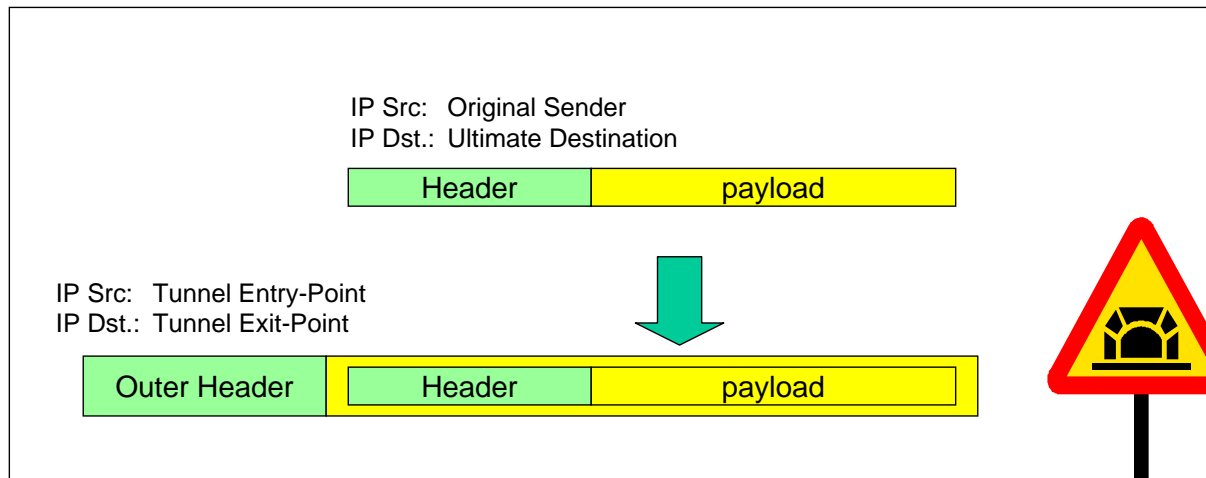 IP Src: Original Sender
IP Dst.: Ultimate Destination
Header payload
IP Src: Tunnel Entry-Point
IP Dst.: Tunnel Exit-Point
Outer Header Header payload